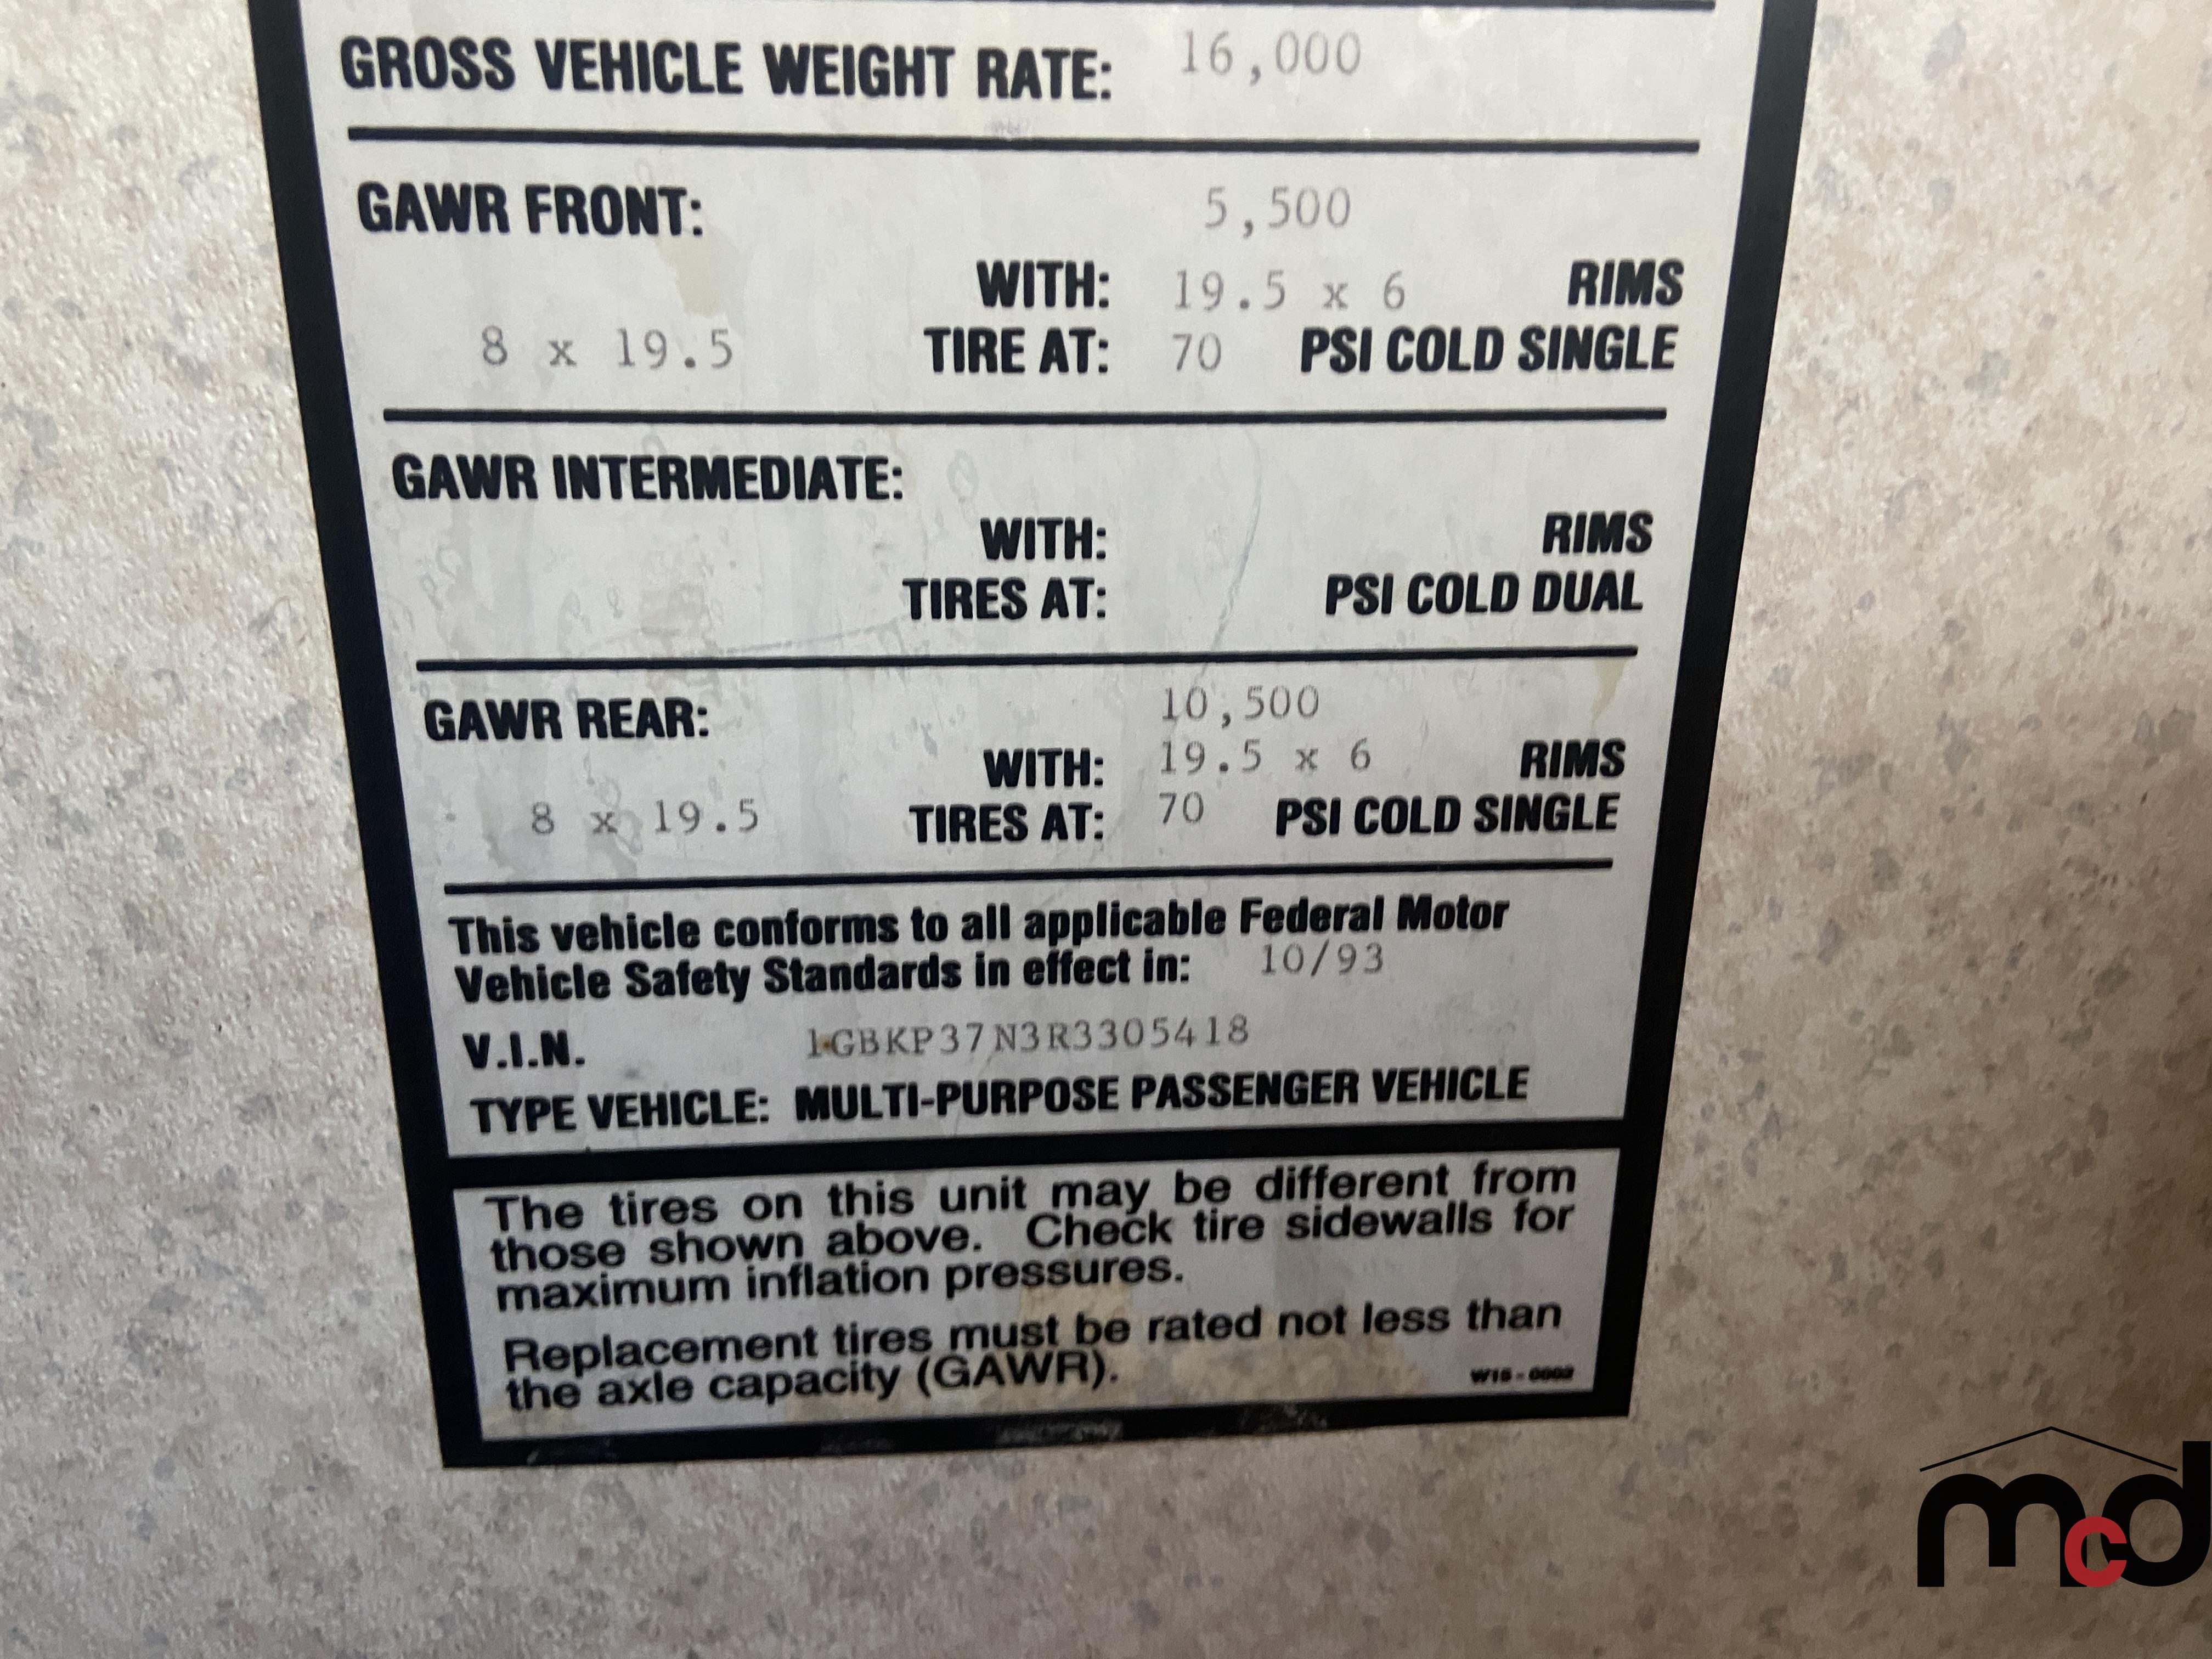 GROSS VEHICLE WEIGHT RATE: 16,000
GAWR FRONT: 5,500
WITH: 19.5 x 6 RIMS
8 x 19.5 TIRE AT: 70 PSI COLD SINGLE
GAWR INTERMEDIATE:
WITH: RIMS
TIRES AT: PSI COLD DUAL
GAWR REAR: 10,500
WITH: 19.5 x 6 RIMS
8 x 19.5 TIRES AT: 70 PSI COLD SINGLE
This vehicle conforms to all applicable Federal Motor
Vehicle Safety Standards in effect in: 10/93
V.I.N. 1GBKP37N3R3305418
TYPE VEHICLE: MULTI-PURPOSE PASSENGER VEHICLE
The tires on this unit may be different from
those shown above. Check tire sidewalls for
maximum inflation pressures.
Replacement tires must be rated not less than
the axle capacity (GAWR).
mcd